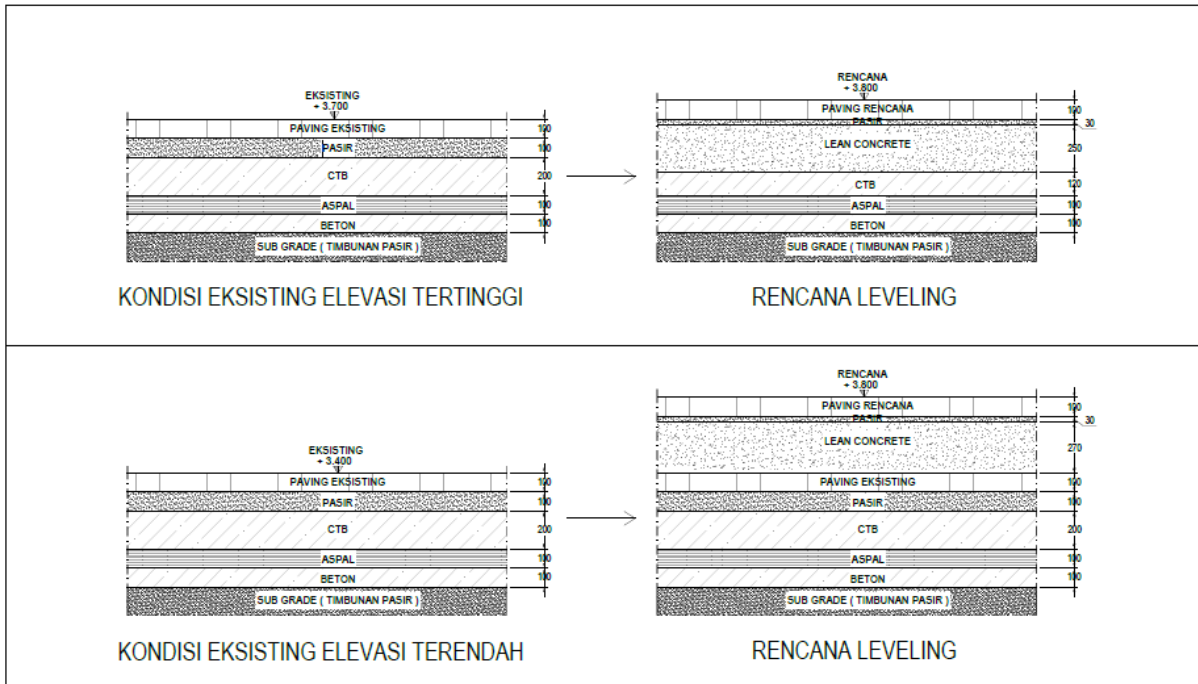 EKSISTING
+ 3.700
PAVING EKSISTING
100
PASIR
100
CTB
200
ASPAL
100
BETON
100
SUB GRADE ( TIMBUNAN PASIR )
KONDISI EKSISTING ELEVASI TERTINGGI
RENCANA
+ 3.800
PAVING RENCANA
100
PASIR
30
LEAN CONCRETE
250
CTB
120
ASPAL
100
BETON
100
SUB GRADE ( TIMBUNAN PASIR )
RENCANA LEVELING
EKSISTING
+ 3.400
PAVING EKSISTING
100
PASIR
100
CTB
200
ASPAL
100
BETON
100
SUB GRADE ( TIMBUNAN PASIR )
KONDISI EKSISTING ELEVASI TERENDAH
RENCANA
+ 3.800
PAVING RENCANA
100
PASIR
30
LEAN CONCRETE
270
PAVING EKSISTING
100
PASIR
100
CTB
200
ASPAL
100
BETON
100
SUB GRADE ( TIMBUNAN PASIR )
RENCANA LEVELING